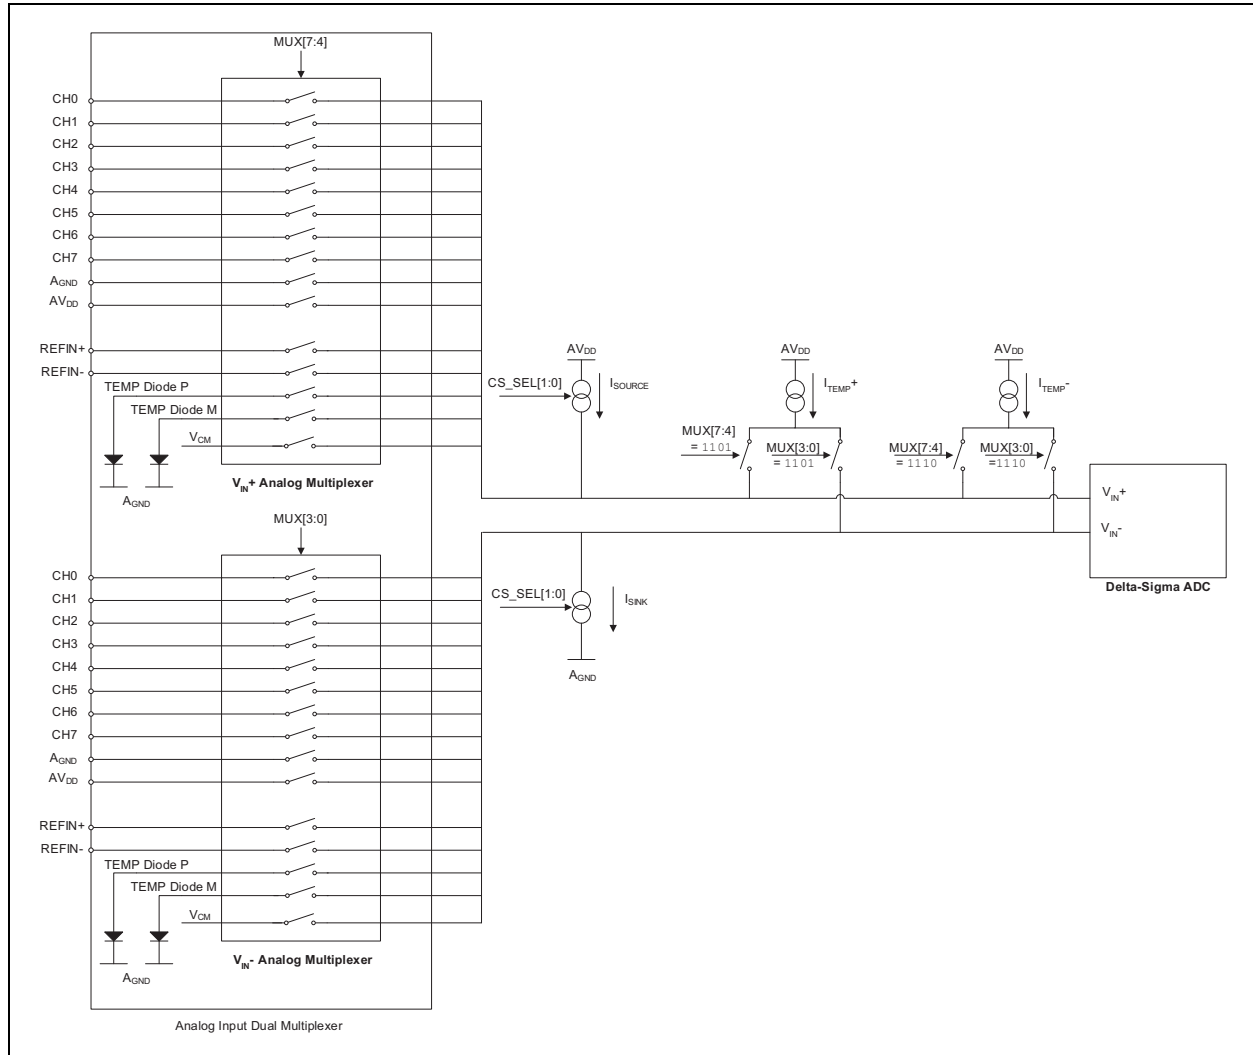 MUX[7:4]
CH0
CH1
CH2
CH3
CH4
CH5
CH6
CH7
AGND
AVDD
REFIN+
REFIN-
TEMP Diode P
TEMP Diode M
VCM
AGND
VIN+ Analog Multiplexer
CS_SEL[1:0]
AVDD
ISOURCE
AVDD
ITEMP+
AVDD
ITEMP-
MUX[7:4]
= 1101
MUX[3:0]
= 1101
MUX[7:4]
= 1110
MUX[3:0]
=1110
VIN+
VIN-
Delta-Sigma ADC
MUX[3:0]
CH0
CH1
CH2
CH3
CH4
CH5
CH6
CH7
AGND
AVDD
REFIN+
REFIN-
TEMP Diode P
TEMP Diode M
VCM
AGND
VIN- Analog Multiplexer
CS_SEL[1:0]
ISINK
AGND
Analog Input Dual Multiplexer